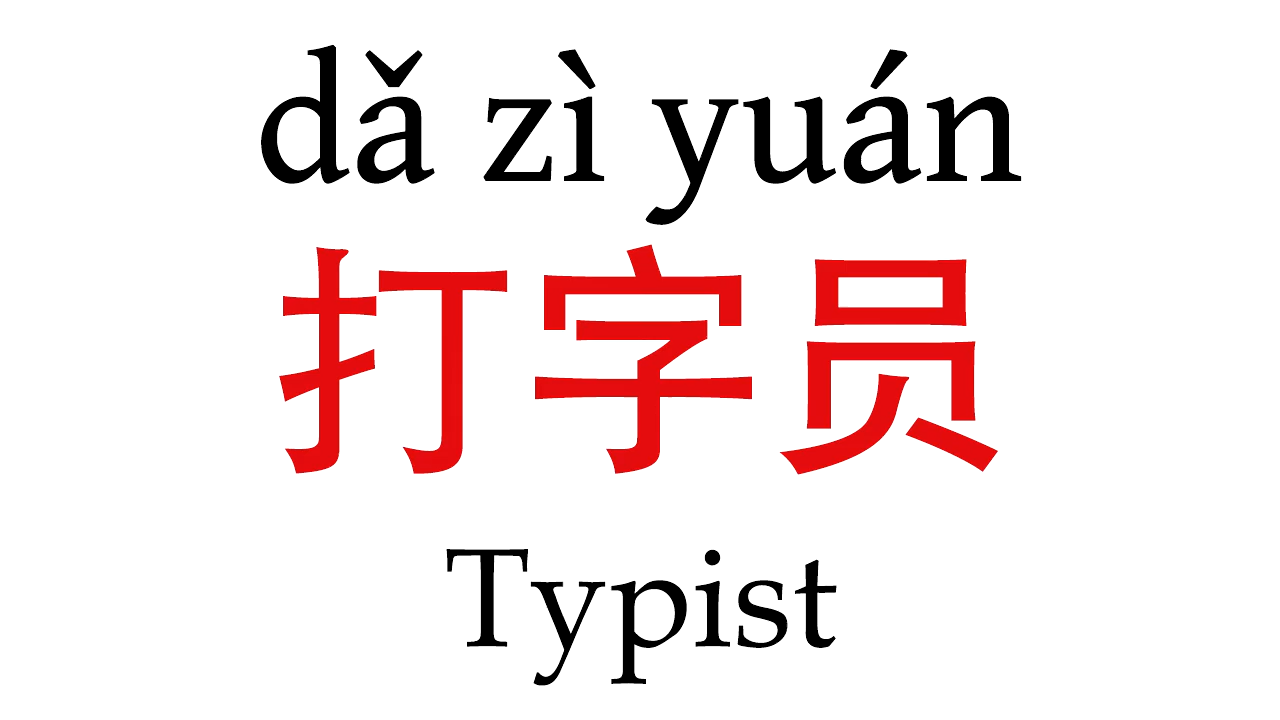 dǎ zì yuán
打字员
Typist